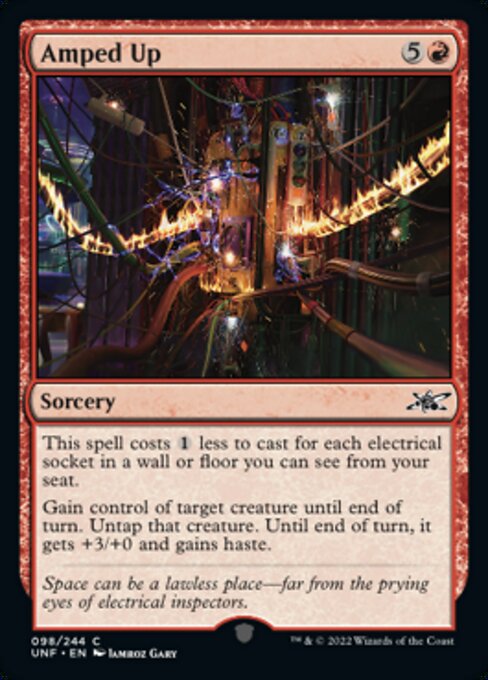 Amped Up 5
Sorcery
This spell costs 1 less to cast for each electrical
socket in a wall or floor you can see from your
seat.
Gain control of target creature until end of
turn. Untap that creature. Until end of turn, it
gets +3/+0 and gains haste.
Space can be a lawless place—far from the prying
eyes of electrical inspectors.
098/244 C
UNF • EN Iamroz Gary
™ & © 2022 Wizards of the Coast